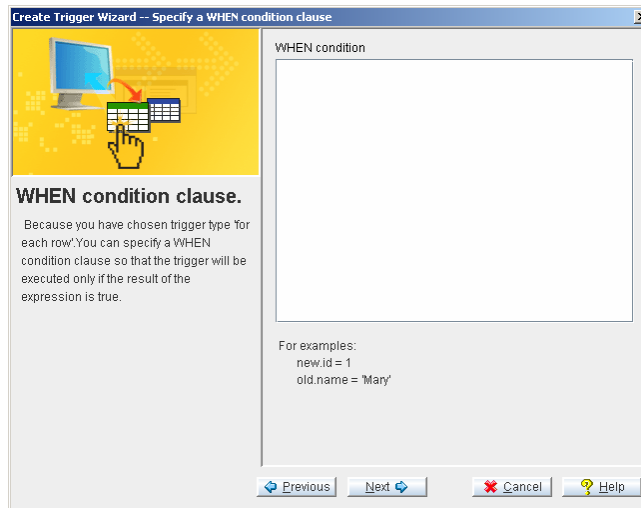 Create Trigger Wizard -- Specify a WHEN condition clause
WHEN condition clause.
Because you have chosen trigger type 'for
each row'.You can specify a WHEN
condition clause so that the trigger will be
executed only if the result of the
expression is true.
WHEN condition
For examples:
new.id = 1
old.name = 'Mary'
Previous
Next
Cancel
Help